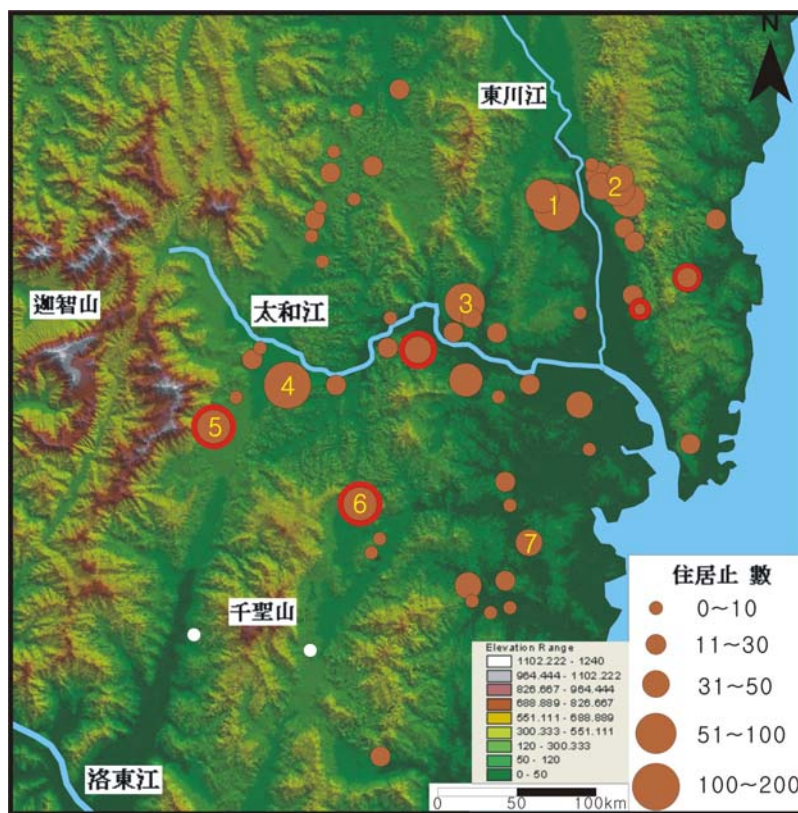 N
東川江
1
2
迦智山
太和江
3
4
5
6
7
千聖山
洛東江
住居止 數
0~10
11~30
31~50
51~100
100~200
Elevation Range
1102.222 - 1240
964.444 - 1102.222
826.667 - 964.444
688.889 - 826.667
551.111 - 688.889
300.333 - 551.111
120 - 300.333
50 - 120
0 - 50
0 50 100km